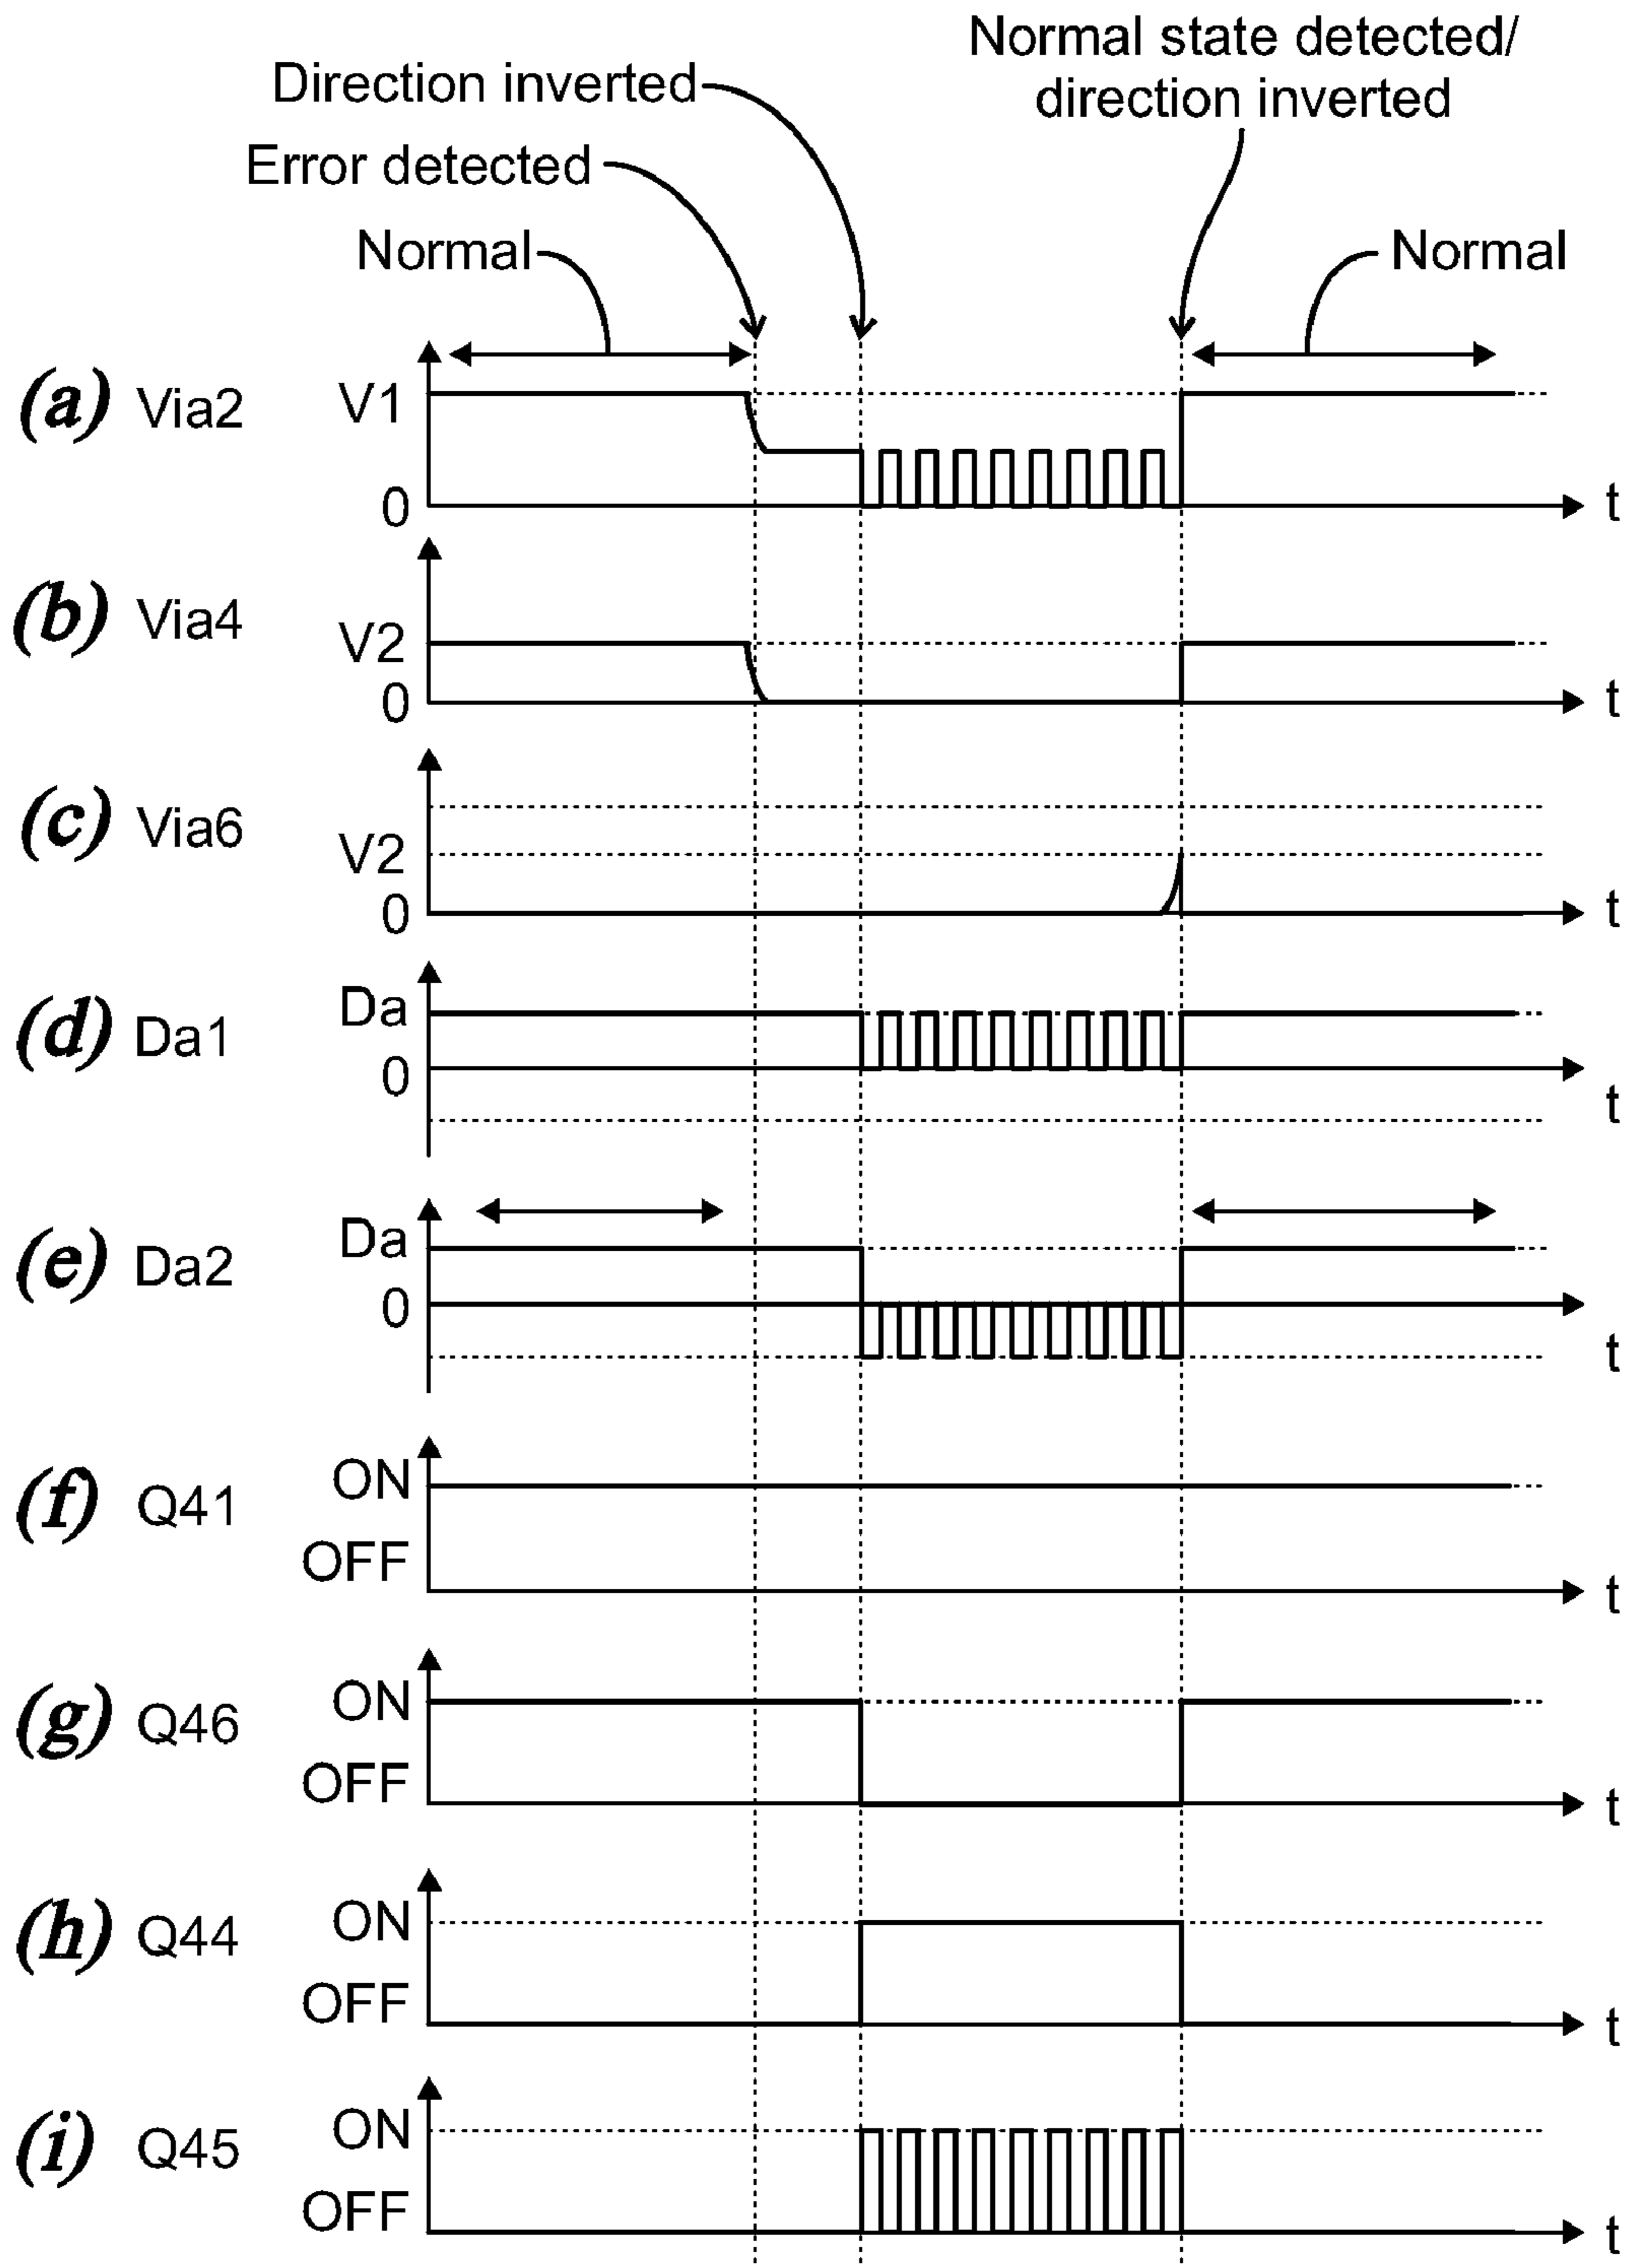 Normal state detected/
direction inverted
Direction inverted
Error detected
Normal
Normal
(a) Via2 V1
0 t
(b) Via4 V2
0 t
(c) Via6 V2
0 t
(d) Da1 Da
0 t
(e) Da2 Da
0 t
(f) Q41 ON
OFF t
(g) Q46 ON
OFF t
(h) Q44 ON
OFF t
(i) Q45 ON
OFF t